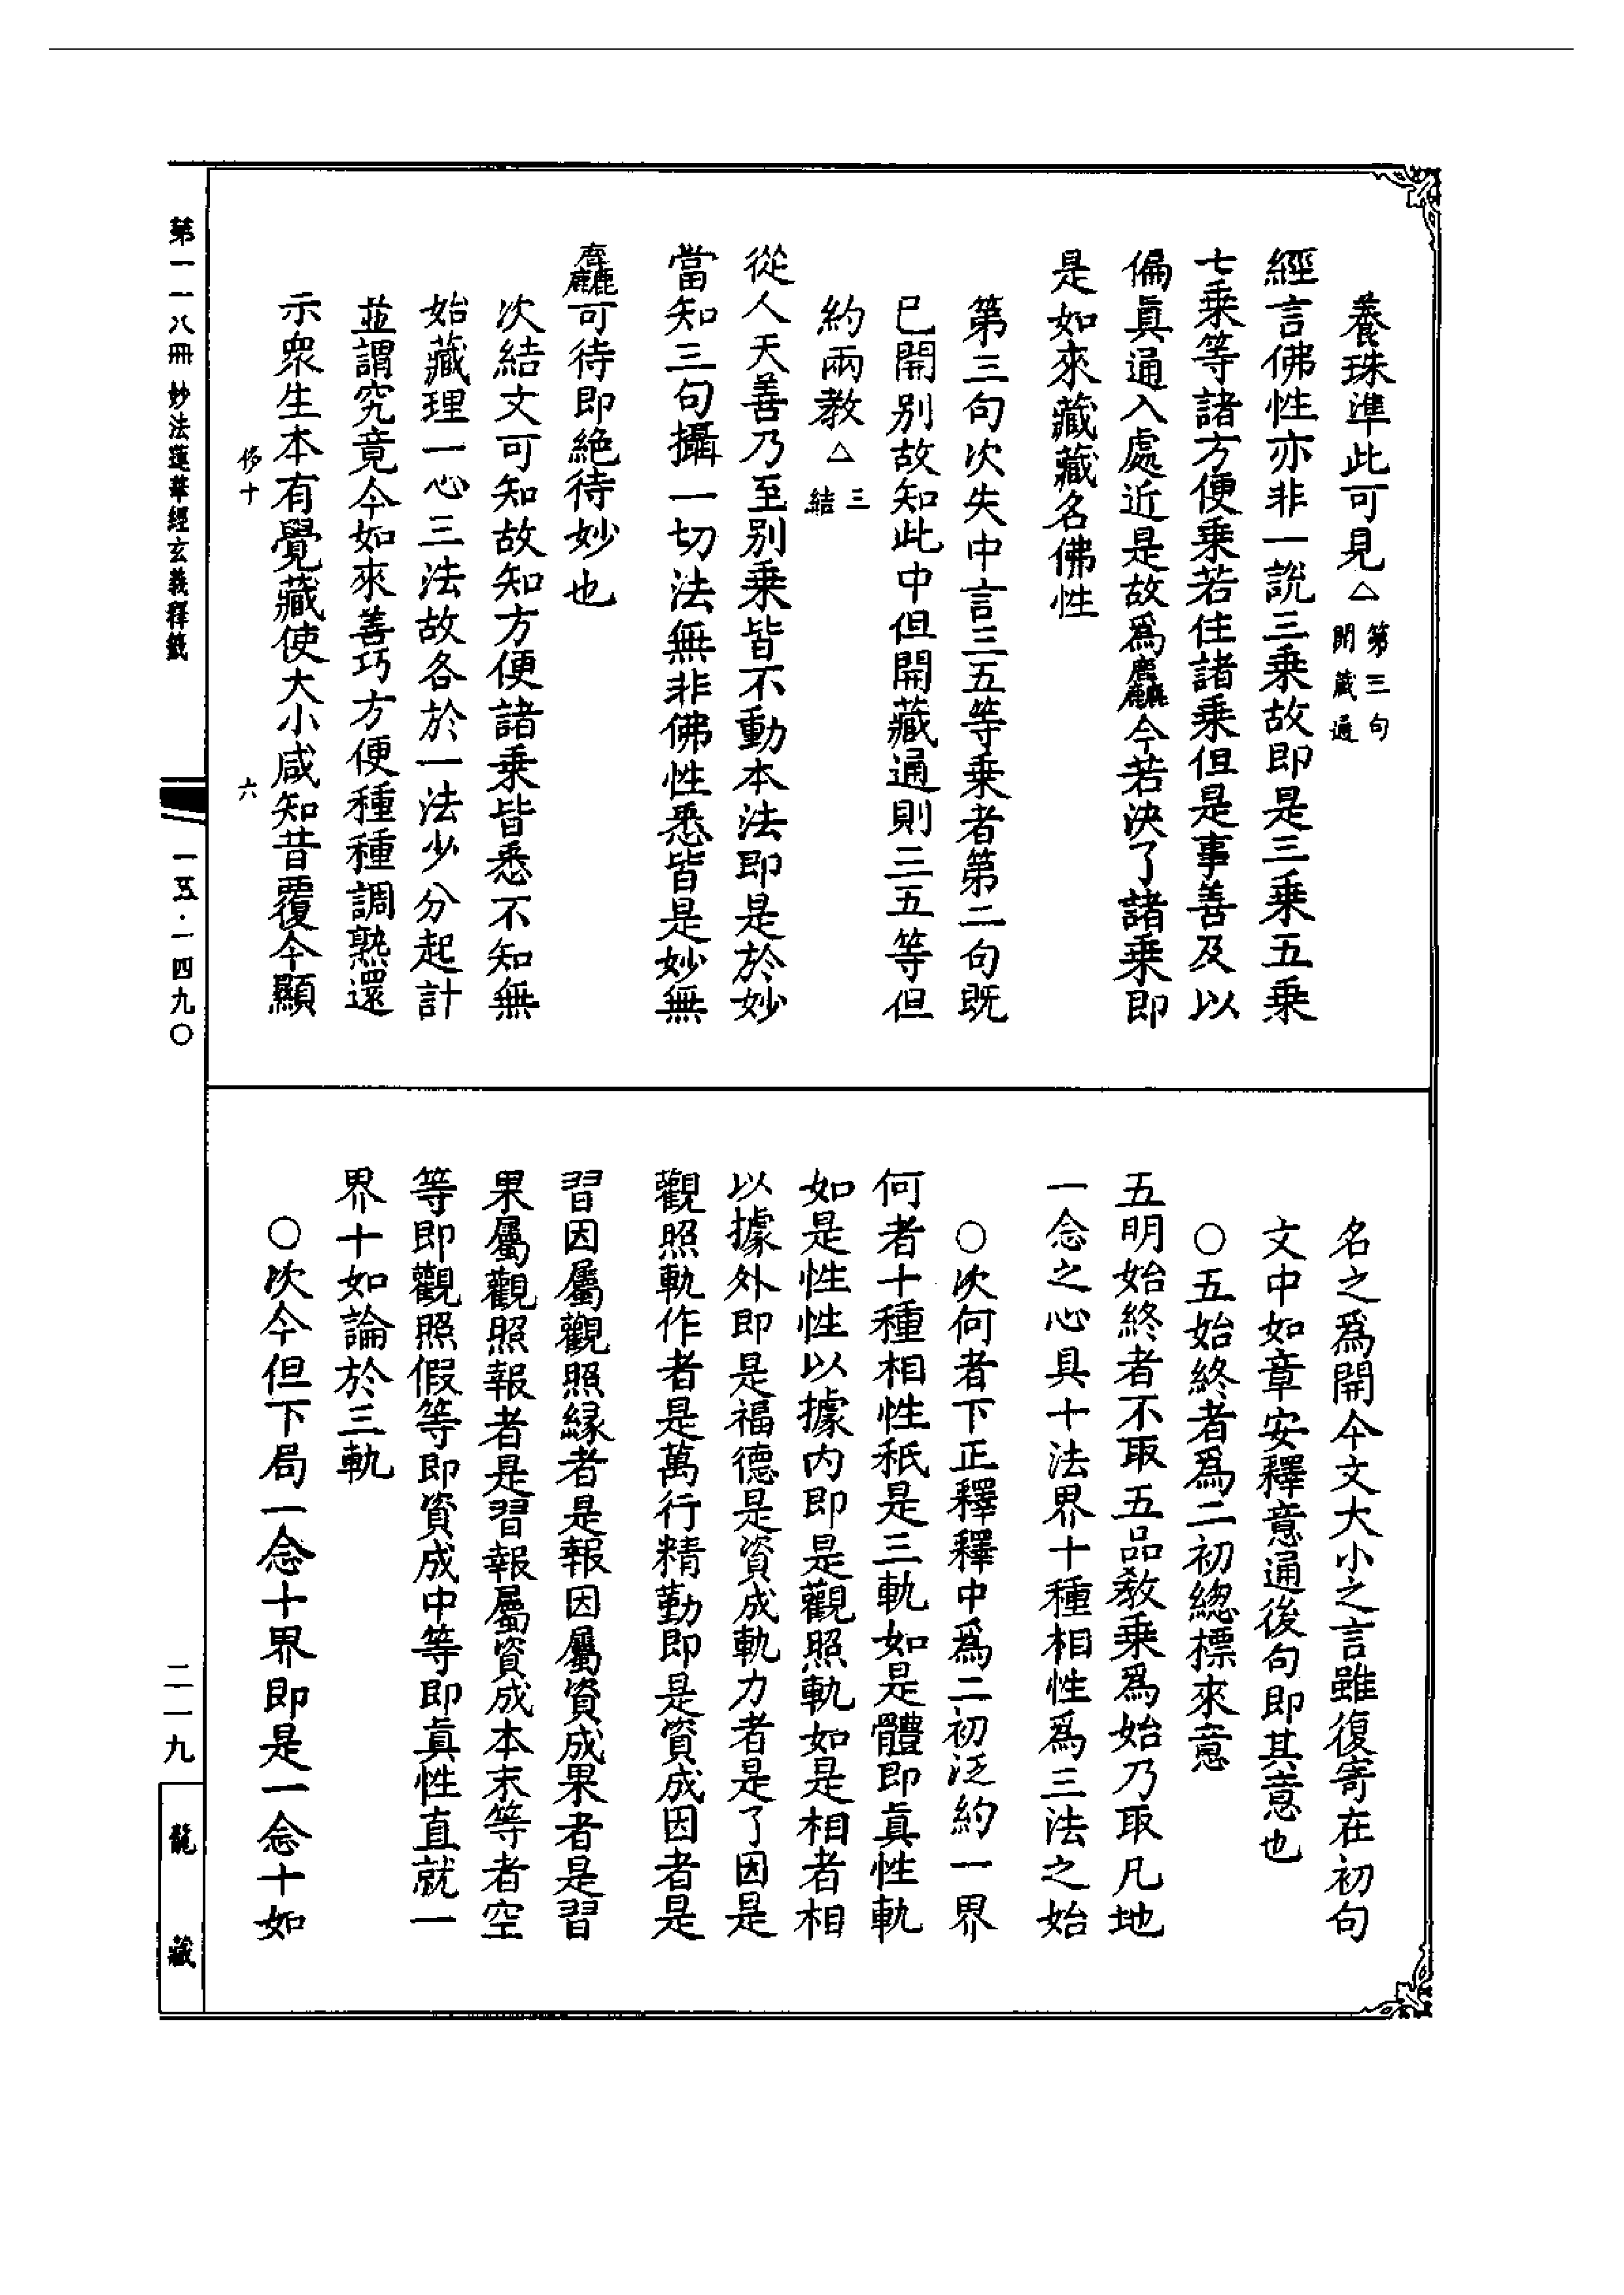 養珠準此可見△第三句開藏通
經言佛性亦非一說三乘故即是三乘五乘
七乘等諸方便乘若住諸乘但是事善及以
偏眞通入處近是故爲麤今若決了諸乘即
是如來藏藏名佛性
第三句次失中言三五等乘者第二句既
已開別故知此中但開藏通則三五等但
約兩教△三結
從人天善乃至別乘皆不動本法即是於妙
當知三句攝一切法無非佛性悉皆是妙無
麤可待即絶待妙也
次結文可知故知方便諸乘皆悉不知無
始藏理一心三法故各於一法少分起計
並謂究竟今如來善巧方便種種調熟還
示衆生本有覺藏使大小咸知昔覆今顯
十 六
名之爲開今文大小之言雖復寄在初句
文中如章安釋意通後句即其意也
○五始終者爲二初總標來意
五明始終者不取五品教乘爲始乃取凡地
一念之心具十法界十種相性爲三法之始
○次何者下正釋釋中爲二初泛約一界
何者十種相性秖是三軌如是體即眞性軌
如是性性以據内即是觀照軌如是相者相
以據外即是福德是資成軌力者是了因是
觀照軌作者是萬行精勤即是資成因者是
習因屬觀照緣者是報因屬資成果者是習
果屬觀照報者是習報屬資成本末等者空
等即觀照假等即資成中等即眞性直就一
界十如論於三軌
○次今但下局一念十界即是一念十如
第一一八冊 妙法蓮華經玄義釋籤
一五·一四九〇
二一九
龍藏